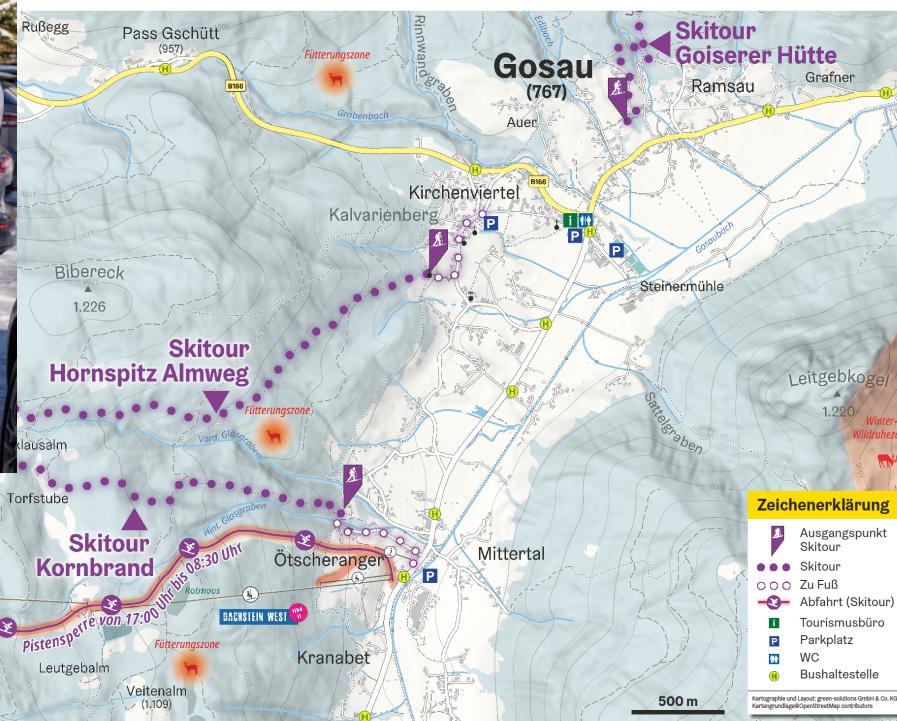 Rußegg
Pass Gschütt
(957)
Fütterungszone
Rinnwandgraben
Edlbach
Skitour
Goiserer Hütte
Gosau
(767)
Ramsau
Grafner
B166
Grabenbach
Auer
Kirchenviertel
B166
Kalvarienberg
P
i
P
P
Gosaubach
Steinermühle
Bibereck
1.226
Skitour
Hornspitz Almweg
Leitgebkogel
1.220
Sattelgraben
Fütterungszone
Winter-
Vord. Glasgraben
klausalm
Torfstube
Hint. Glasgraben
Skitour
Kornbrand
Ötscheranger
Mittertal
P
Pistensperre von 17:00 Uhr bis 08:30 Uhr
Rotmoos
DACHSTEIN WEST
like it
Fütterungszone
Kranabet
Leutgebalm
Veitenalm
(1.109)
500 m
Zeichenerklärung
Ausgangspunkt
Skitour
Skitour
Zu Fuß
Abfahrt (Skitour)
i Tourismusbüro
P Parkplatz
WC
H Bushaltestelle
Kartographie und Layout: green-solutions GmbH & Co. KG
Kartengrundlage@OpenStreetMap contributors